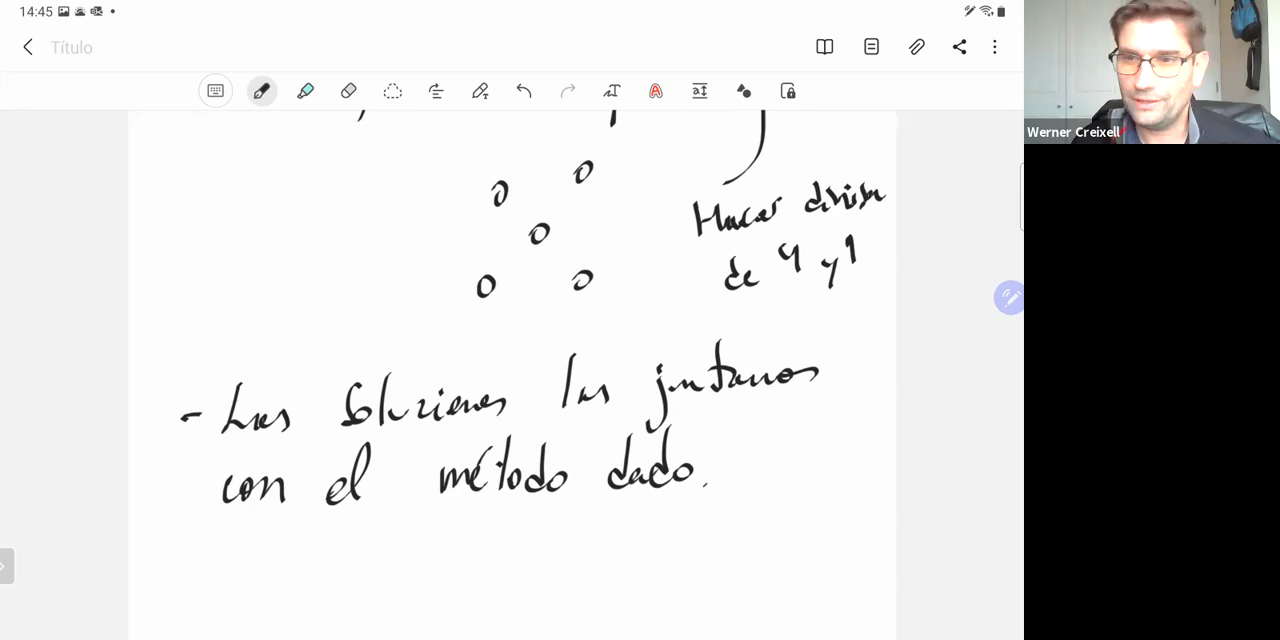 14:45
Título
Werner Creixell
Hacer división
de 4 y 1
- Las soluciones las juntamos
con el método dado.